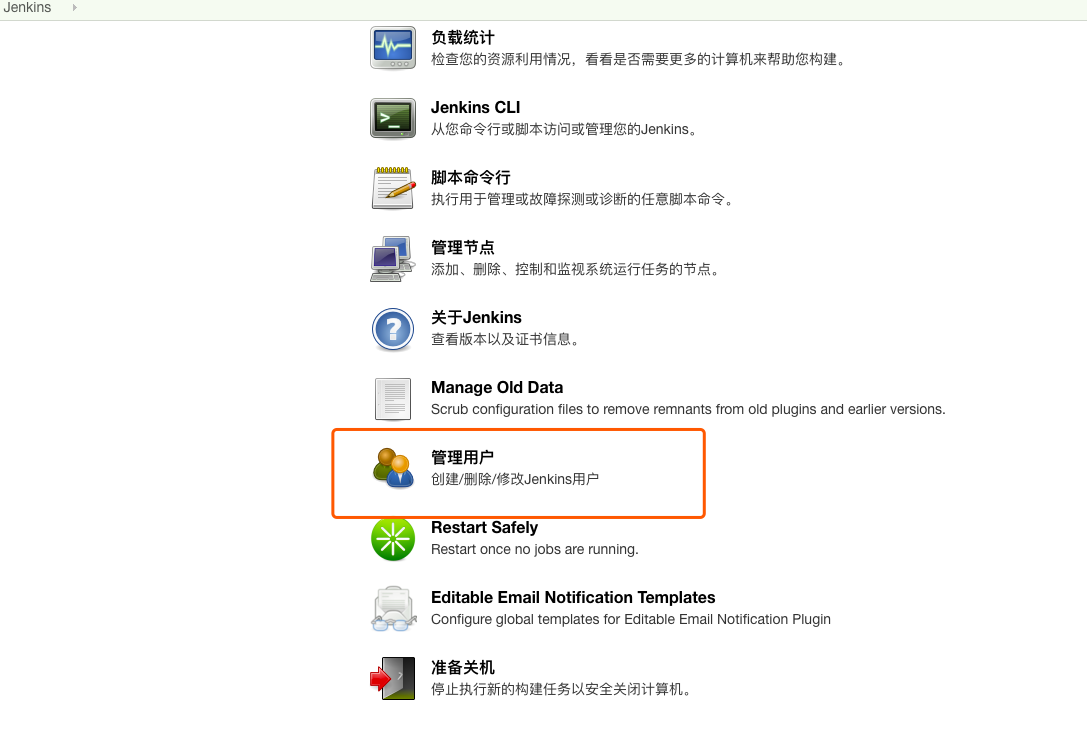 Jenkins
负载统计
检查您的资源利用情况，看看是否需要更多的计算机来帮助您构建。
Jenkins CLI
从您命令行或脚本访问或管理您的Jenkins。
脚本命令行
执行用于管理或故障探测或诊断的任意脚本命令。
管理节点
添加、删除、控制和监视系统运行任务的节点。
关于Jenkins
查看版本以及证书信息。
Manage Old Data
Scrub configuration files to remove remnants from old plugins and earlier versions.
管理用户
创建/删除/修改Jenkins用户
Restart Safely
Restart once no jobs are running.
Editable Email Notification Templates
Configure global templates for Editable Email Notification Plugin
准备关机
停止执行新的构建任务以安全关闭计算机。